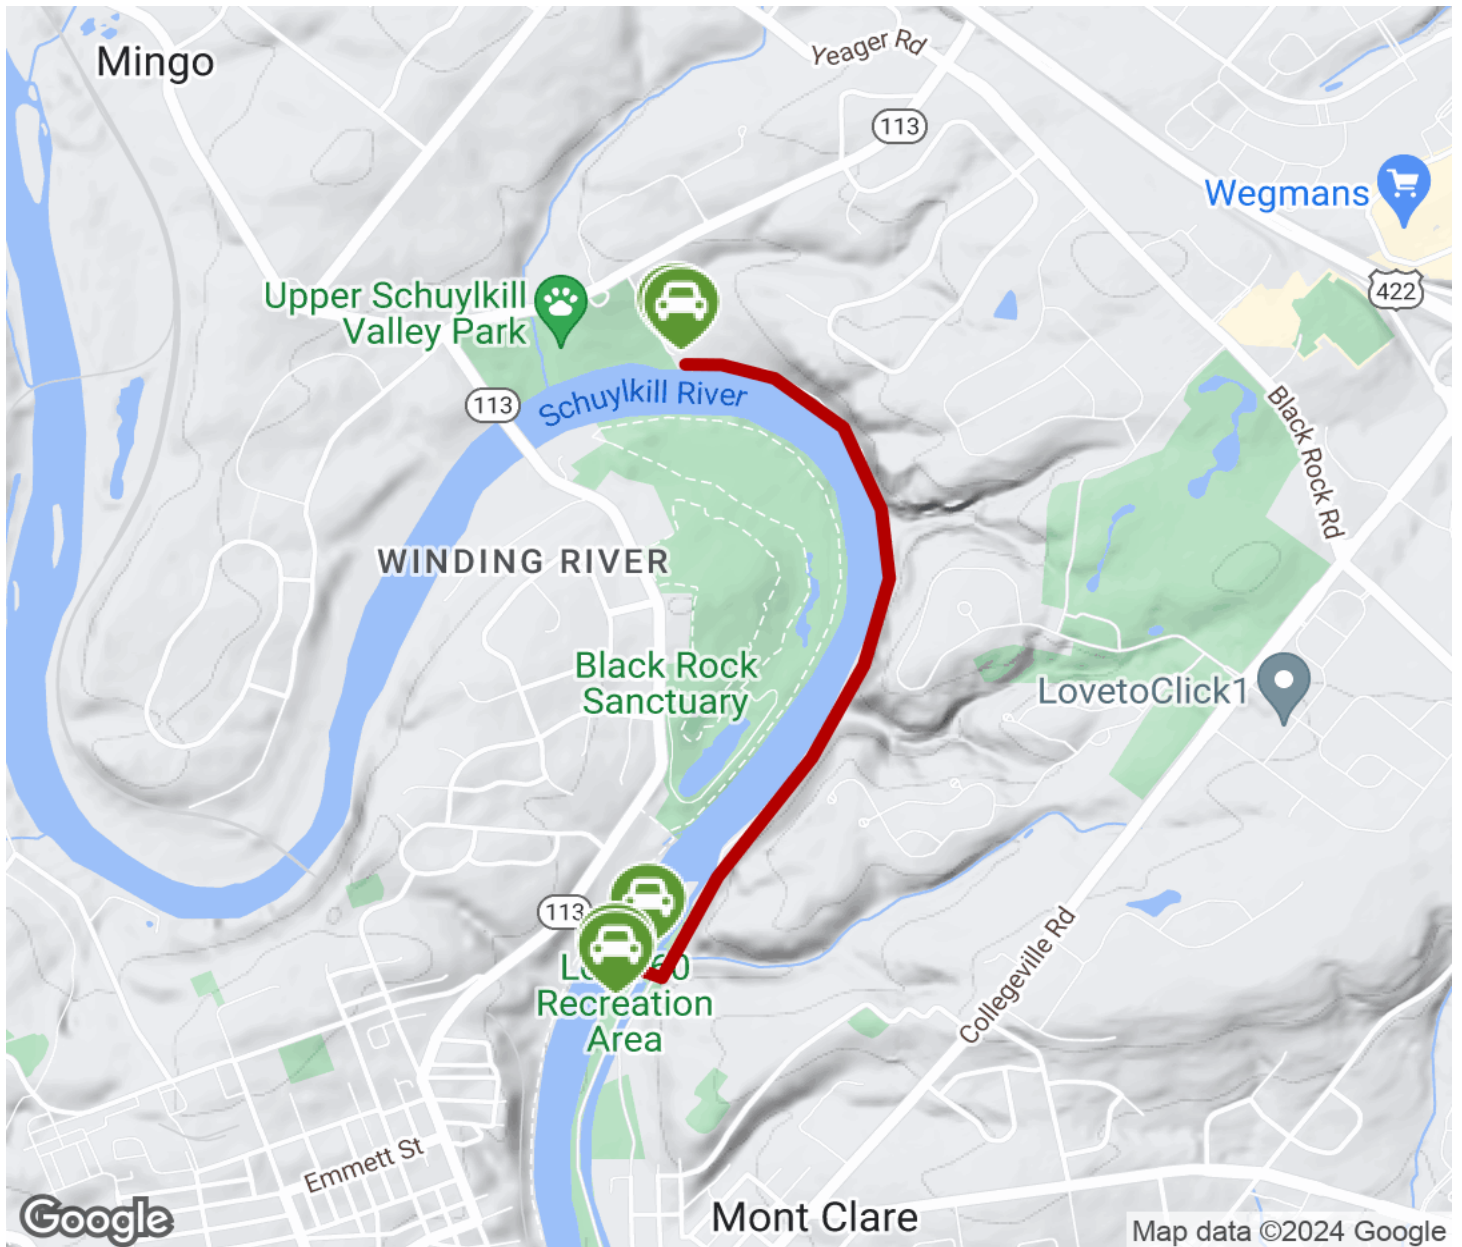 Mingo
Yeager Rd
113
Wegmans
422
Upper Schuylkill
Valley Park
113
Schuylkill River
Black Rock Rd
WINDING RIVER
Black Rock
Sanctuary
LovetoClick1
113
60
Recreation
Area
Collegeville Rd
Emmett St
Mont Clare
Google
Map data ©2024 Google